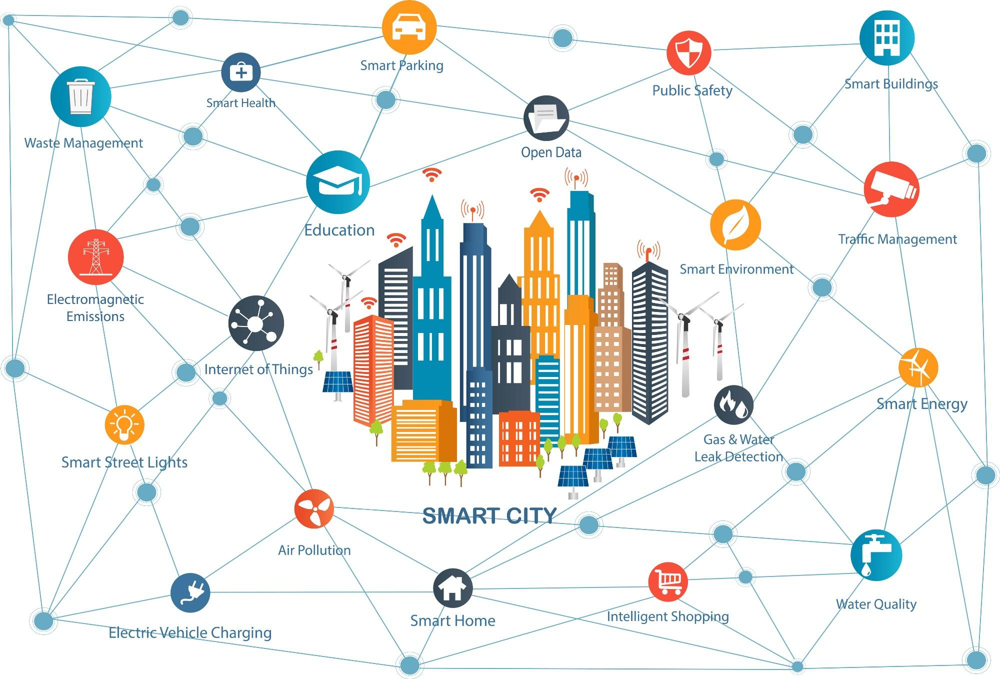 Smart Parking
Smart Buildings
Public Safety
Smart Health
Waste Management
Open Data
Education
Traffic Management
Smart Environment
Electromagnetic
Emissions
Internet of Things
Smart Energy
Gas & Water
Leak Detection
Smart Street Lights
SMART CITY
Air Pollution
Water Quality
Intelligent Shopping
Smart Home
Electric Vehicle Charging